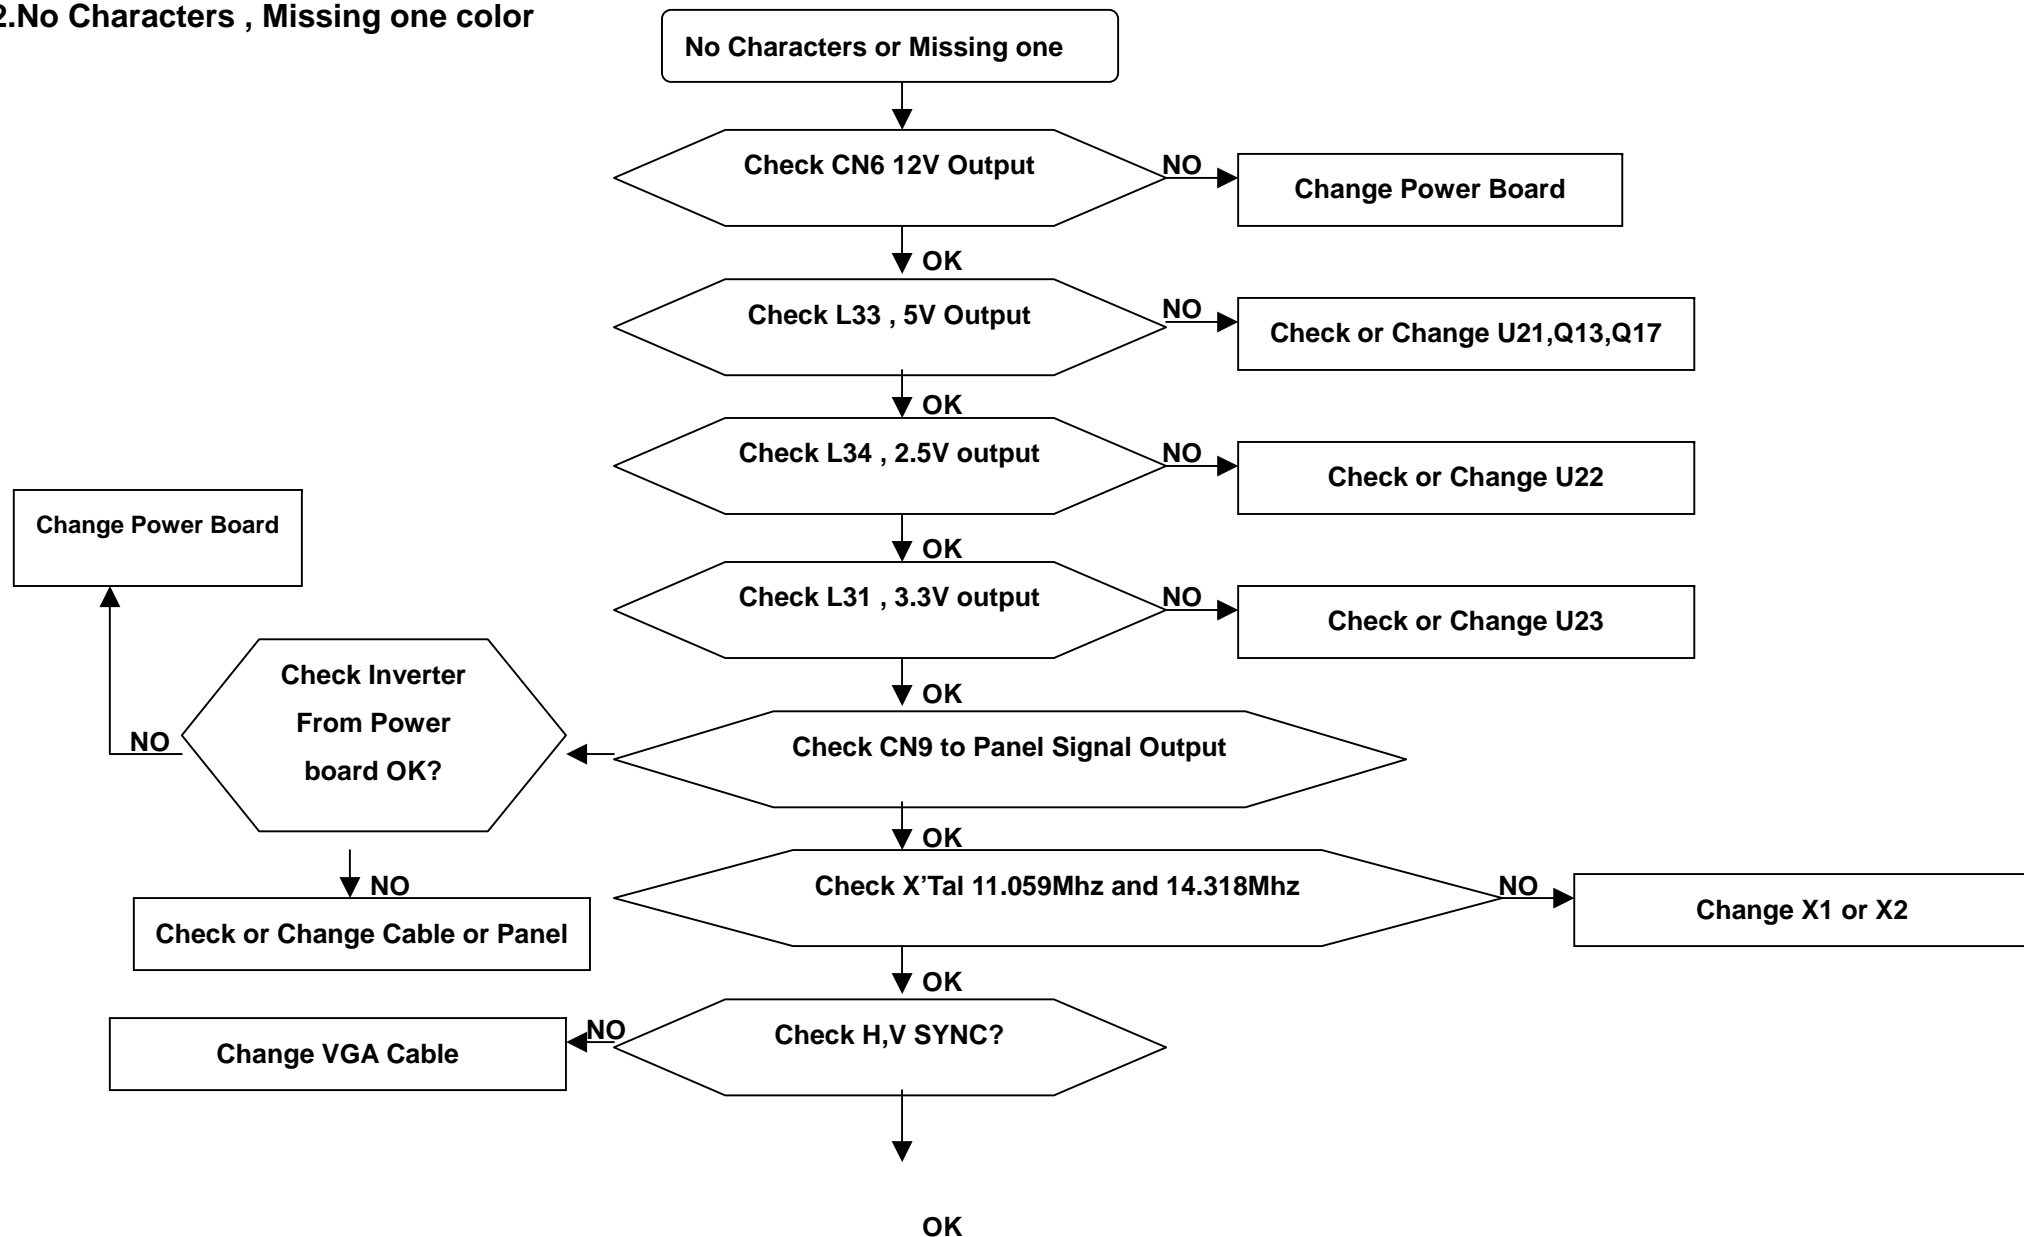 2.No Characters , Missing one color
No Characters or Missing one
Check CN6 12V Output
NO
Change Power Board
OK
Check L33 , 5V Output
NO
Check or Change U21,Q13,Q17
OK
Check L34 , 2.5V output
NO
Check or Change U22
OK
Check L31 , 3.3V output
NO
Check or Change U23
OK
Check CN9 to Panel Signal Output
Check Inverter
From Power
board OK?
NO
Change Power Board
NO
Check or Change Cable or Panel
OK
Check X’Tal 11.059Mhz and 14.318Mhz
NO
Change X1 or X2
OK
Check H,V SYNC?
NO
Change VGA Cable
OK